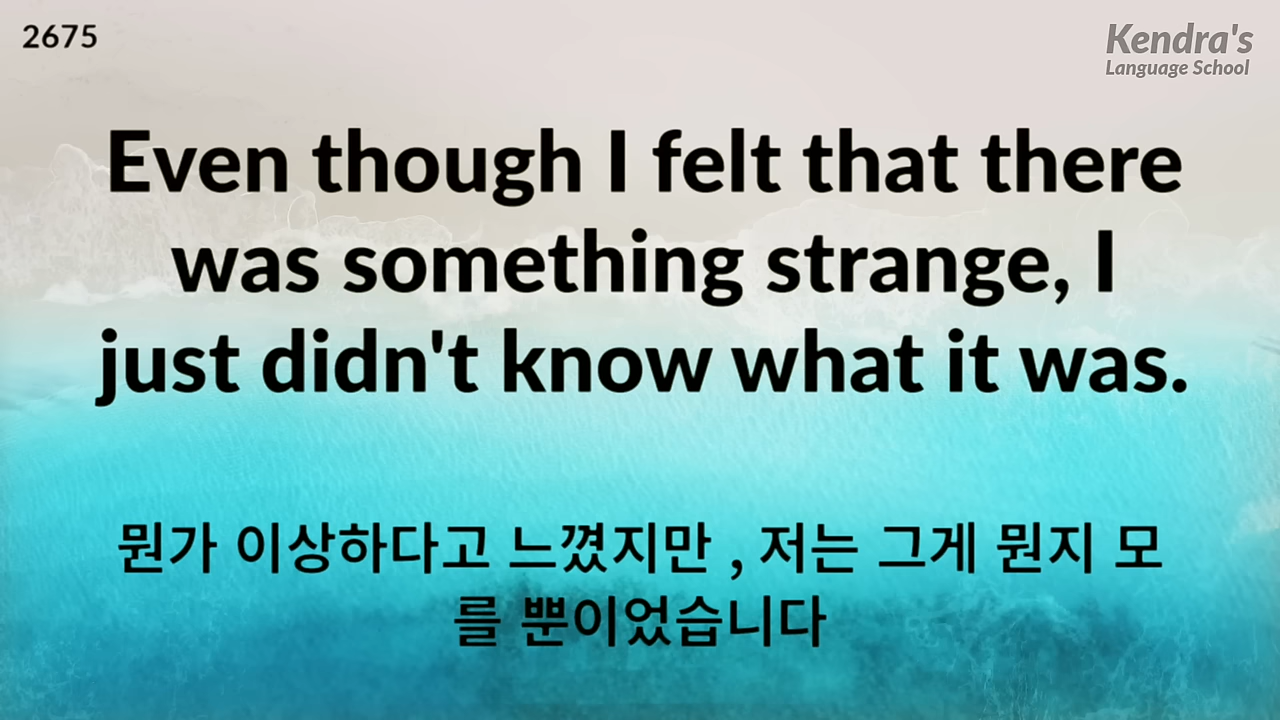 2675
Kendra's
Language School
Even though I felt that there
was something strange, I
just didn't know what it was.
뭔가 이상하다고 느꼈지만 , 저는 그게 뭔지 모
를 뿐이었습니다